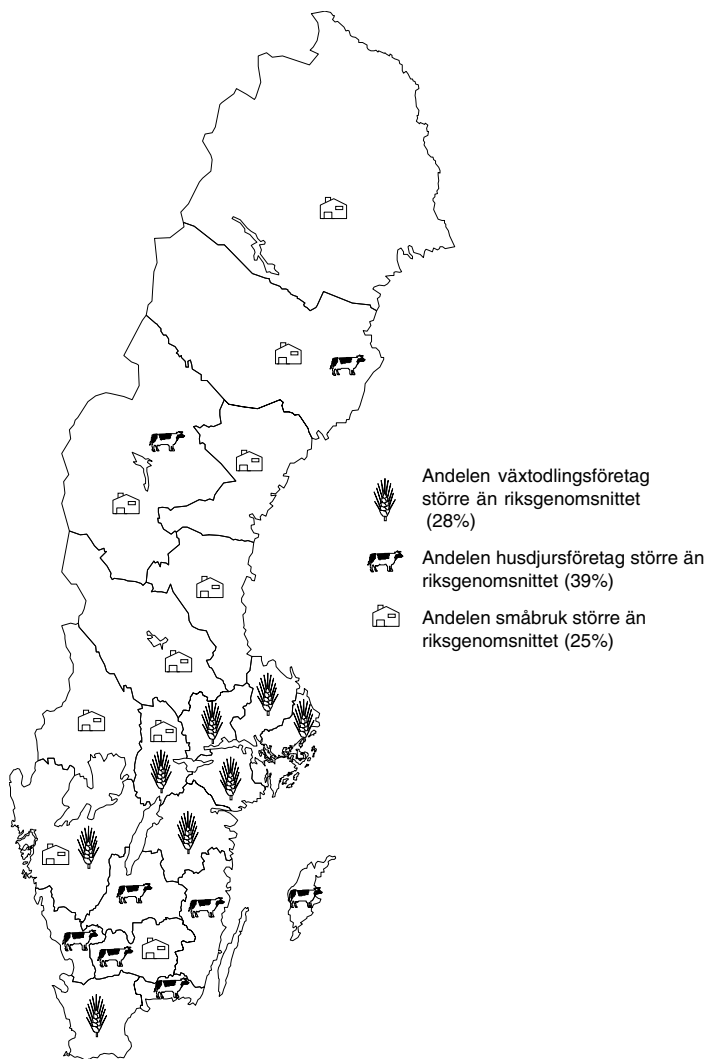 Andelen växtodlingsföretag
större än riksgenomsnittet
(28%)
Andelen husdjursföretag större än
riksgenomsnittet (39%)
Andelen småbruk större än
riksgenomsnittet (25%)